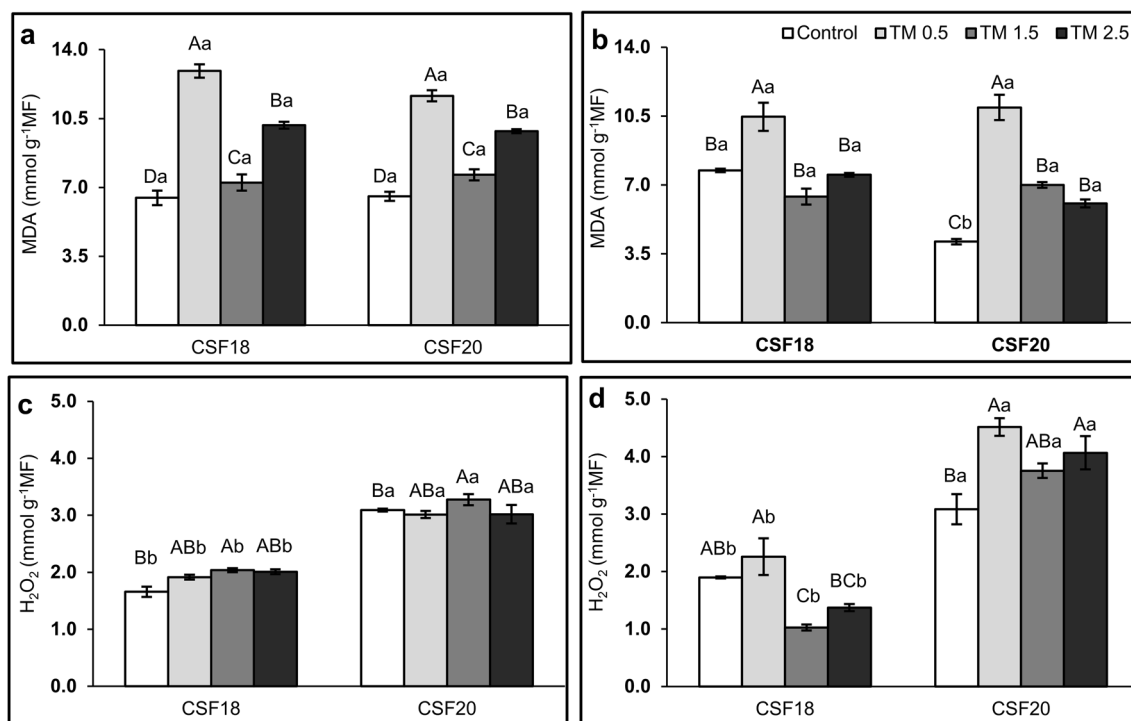 a
MDA (mmol g⁻¹MF)
14.0
10.5
7.0
3.5
0.0
Da Aa Ca Ba Da Aa Ca Ba
CSF18 CSF20
b
Control TM 0.5 TM 1.5 TM 2.5
MDA (mmol g⁻¹MF)
14.0
10.5
7.0
3.5
0.0
Ba Aa Ba Ba Cb Aa Ba Ba
CSF18 CSF20
c
H₂O₂ (mmol g⁻¹MF)
5.0
4.0
3.0
2.0
1.0
0.0
Bb ABb Ab ABb Ba ABa Aa ABa
CSF18 CSF20
d
H₂O₂ (mmol g⁻¹MF)
5.0
4.0
3.0
2.0
1.0
0.0
ABb Ab Cb BCb Ba Aa ABa Aa
CSF18 CSF20